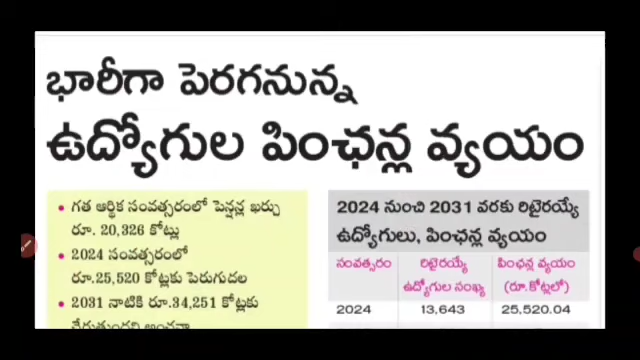 భారీగా పెరగనున్న
ఉద్యోగుల పింఛన్ల వ్యయం
• గత ఆర్థిక సంవత్సరంలో పెన్షన్ల ఖర్చు
రూ. 20,326 కోట్లు
• 2024 సంవత్సరంలో
రూ.25,520 కోట్లకు పెరుగుదల
• 2031 నాటికి రూ.34,251 కోట్లకు
చేరుతుందని అంచనా
2024 నుంచి 2031 వరకు రిటైరయ్యే
ఉద్యోగులు, పింఛన్ల వ్యయం
సంవత్సరం రిటైరయ్యే పింఛన్ల వ్యయం
ఉద్యోగుల సంఖ్య (రూ.కోట్లలో)
2024 13,643 25,520.04